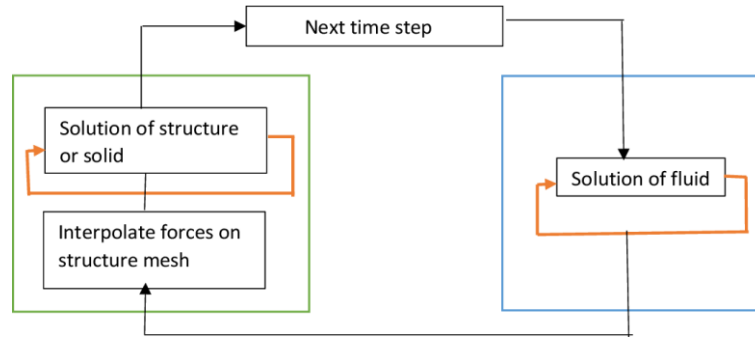 Next time step
Solution of structure
or solid
Solution of fluid
Interpolate forces on
structure mesh